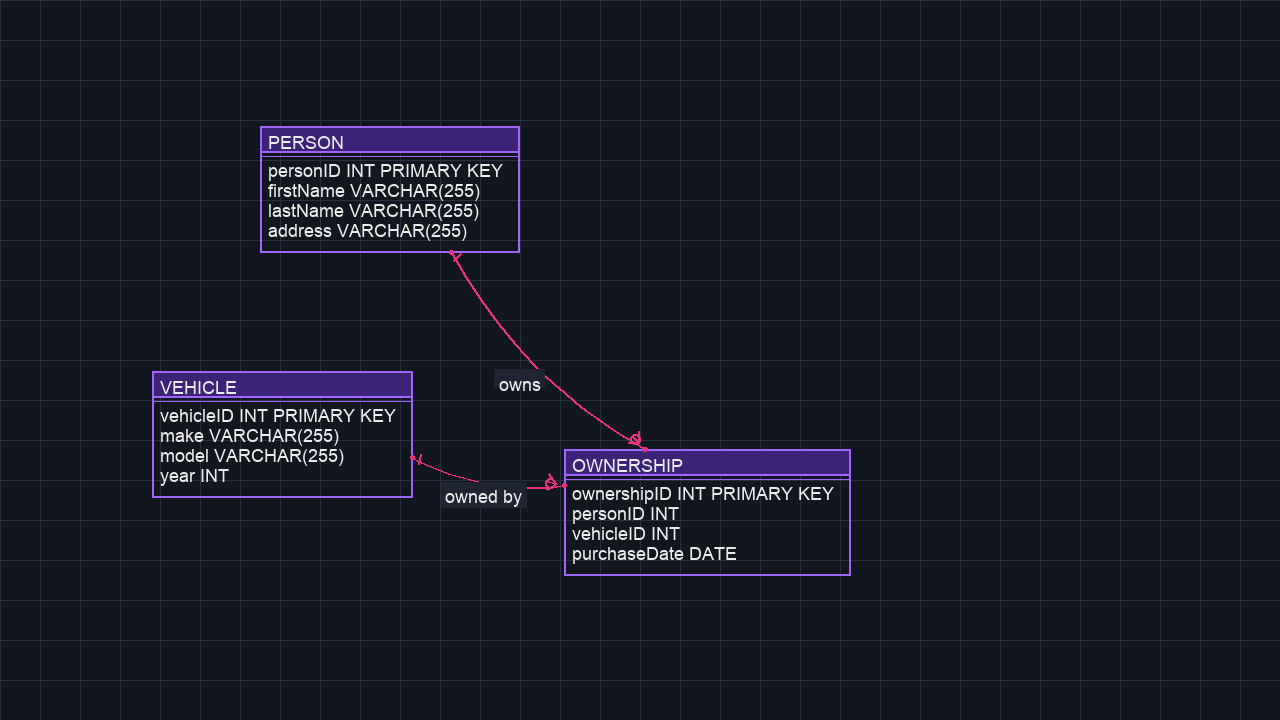 PERSON
personID INT PRIMARY KEY
firstName VARCHAR(255)
lastName VARCHAR(255)
address VARCHAR(255)
owns
VEHICLE
vehicleID INT PRIMARY KEY
make VARCHAR(255)
model VARCHAR(255)
year INT
owned by
OWNERSHIP
ownershipID INT PRIMARY KEY
personID INT
vehicleID INT
purchaseDate DATE